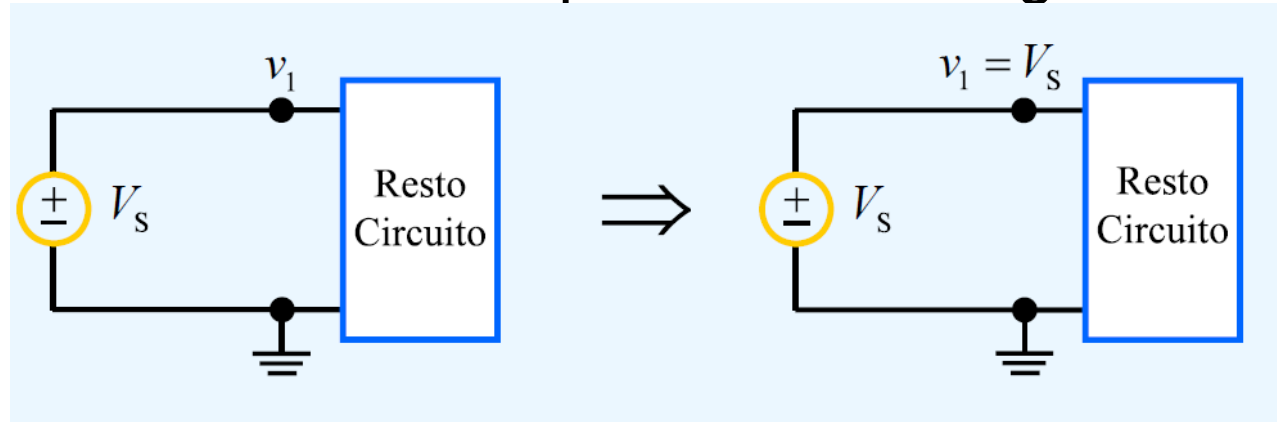 v₁
v₁ = Vₛ
+
−
Vₛ
Resto
Circuito
⇒
+
−
Vₛ
Resto
Circuito